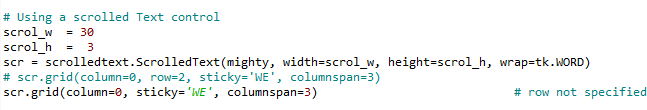 # Using a scrolled Text control
scrol_w  = 30
scrol_h  =  3
scr = scrolledtext.ScrolledText(mighty, width=scrol_w, height=scrol_h, wrap=tk.WORD)
# scr.grid(column=0, row=2, sticky='WE', columnspan=3)
scr.grid(column=0, sticky='WE', columnspan=3)                              # row not specified